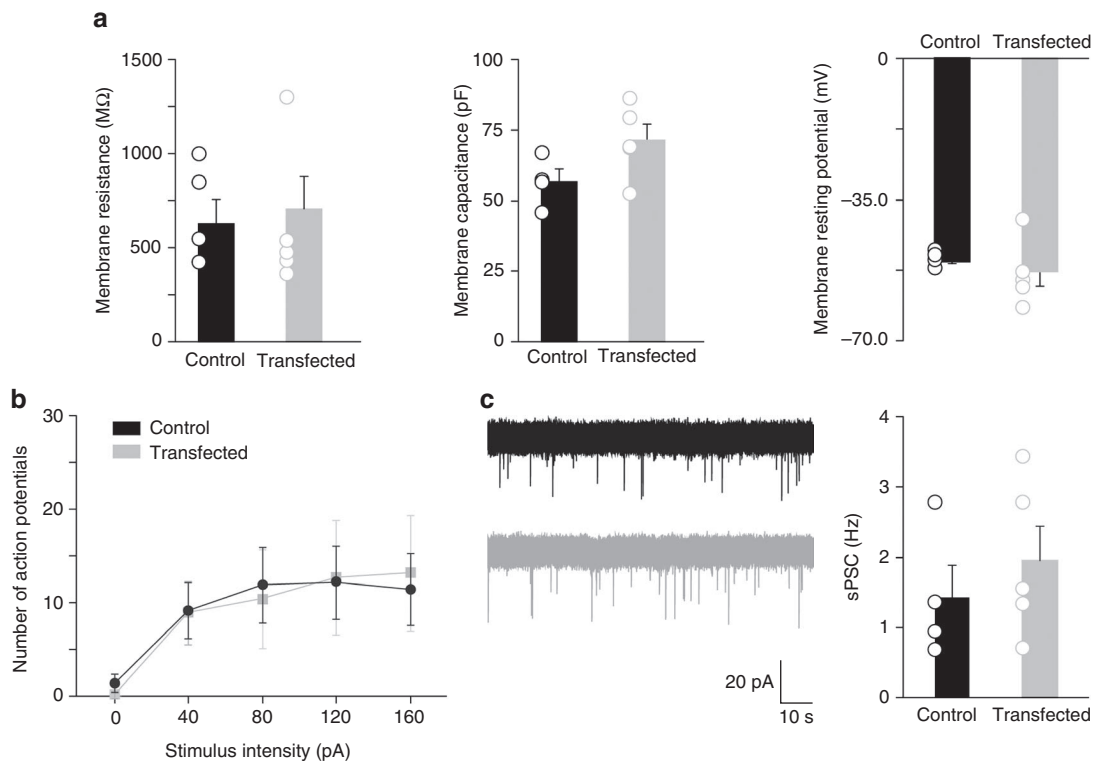 a
Membrane resistance (MΩ)
1500
1000
500
0
Control Transfected
Membrane capacitance (pF)
100
75
50
25
0
Control Transfected
Membrane resting potential (mV)
Control Transfected
0
−35.0
−70.0
b
Number of action potentials
30
20
10
0
Control
Transfected
0 40 80 120 160
Stimulus intensity (pA)
c
20 pA
10 s
sPSC (Hz)
4
3
2
1
0
Control Transfected